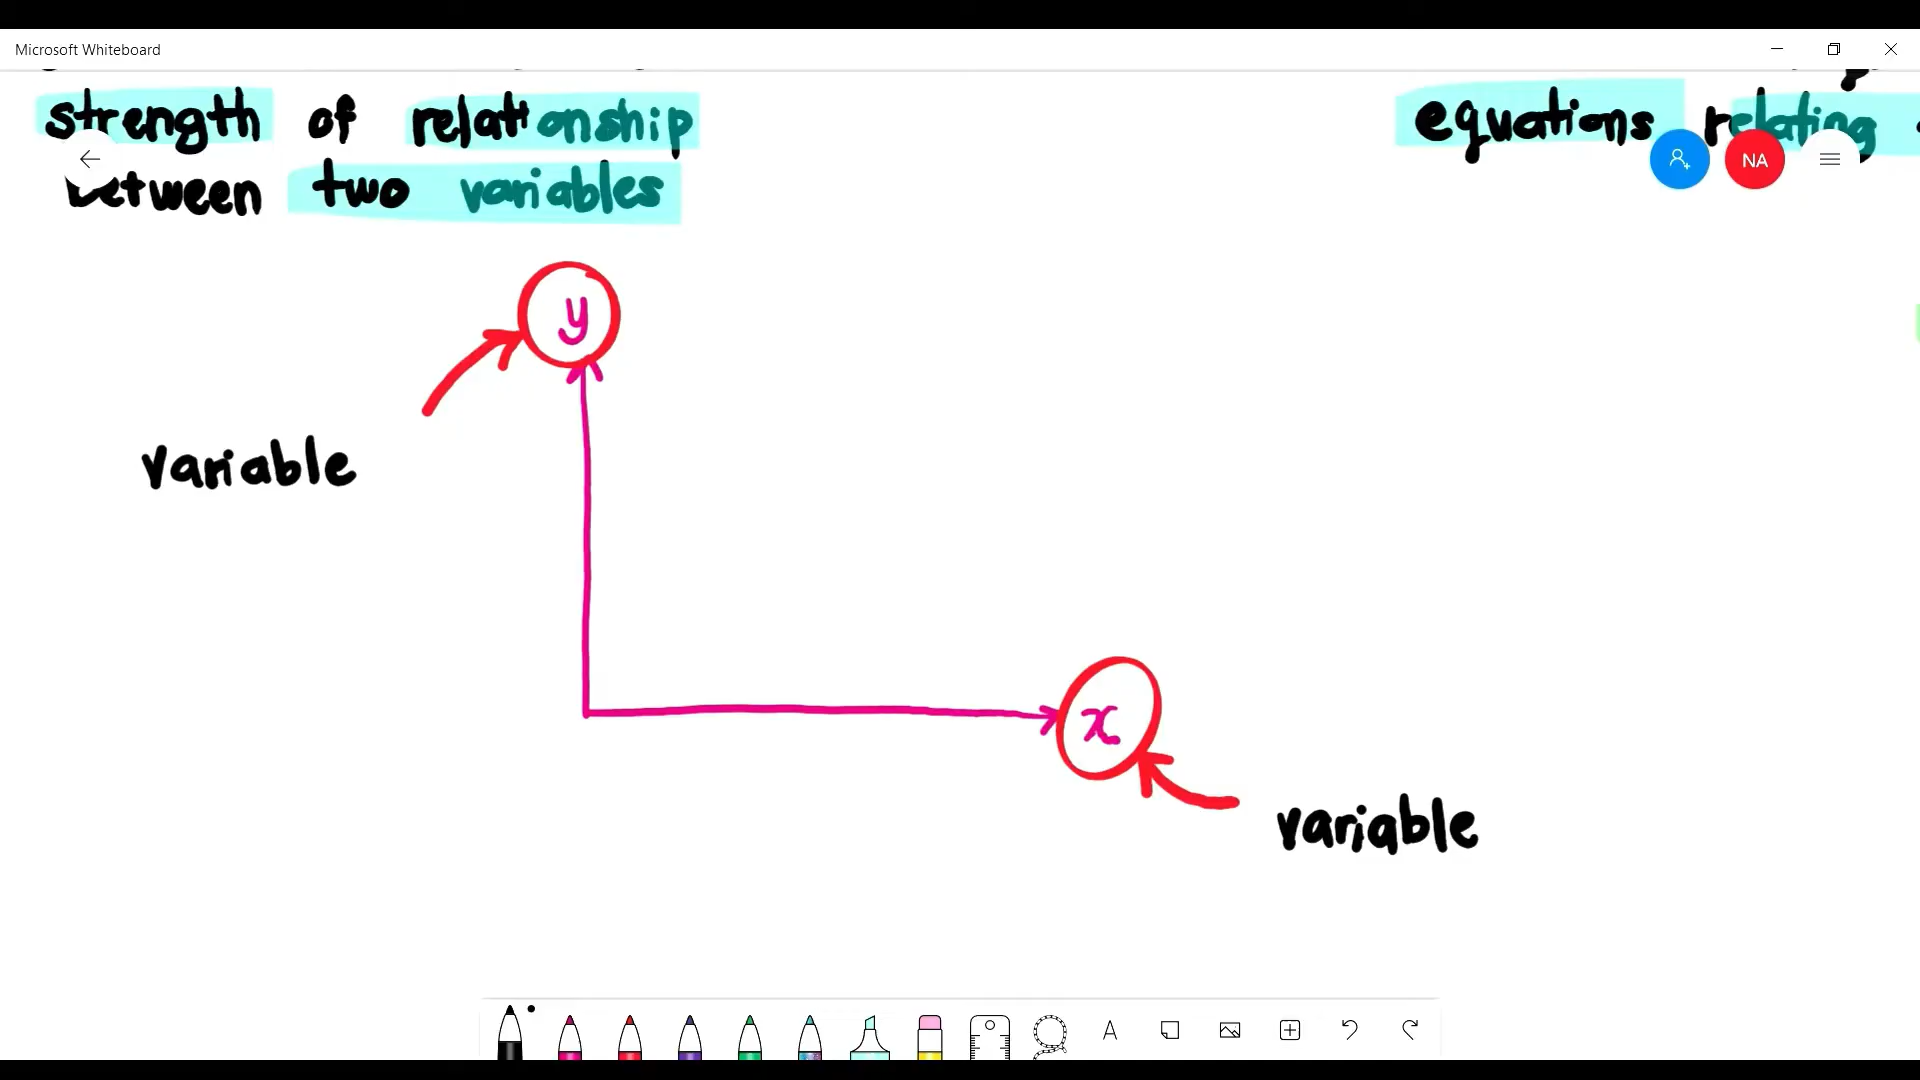 Microsoft Whiteboard
strength of relationship
between two variables
equations relating
NA
y
variable
x
variable